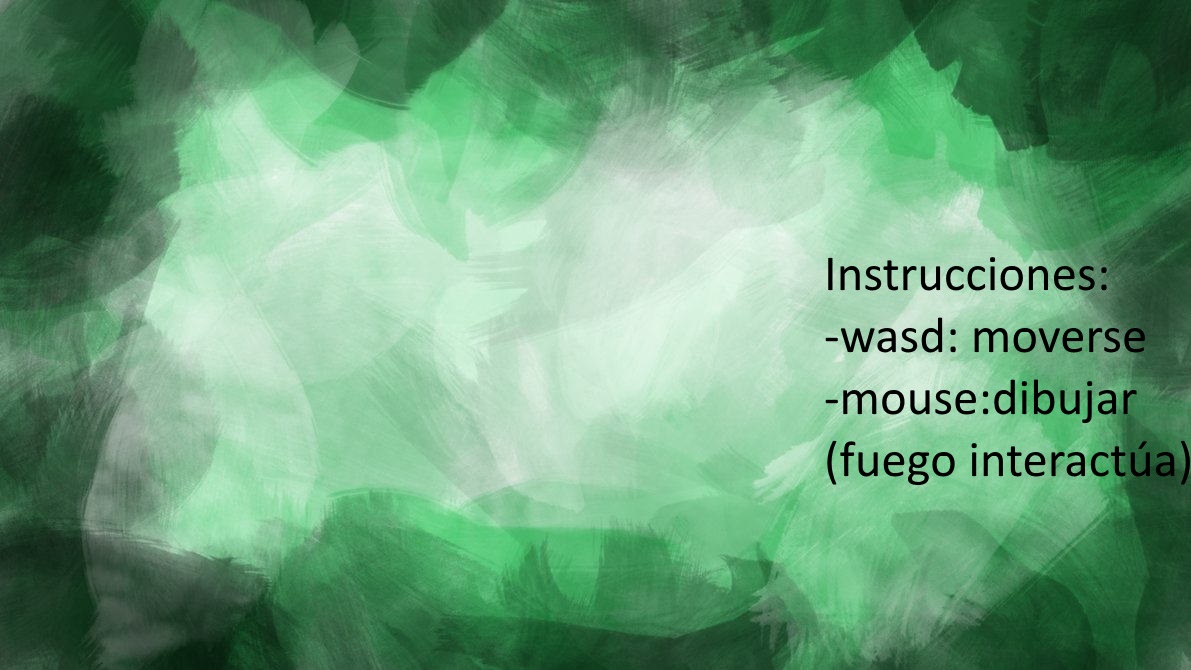 Instrucciones:
-wasd: moverse
-mouse:dibujar
(fuego interactúa)